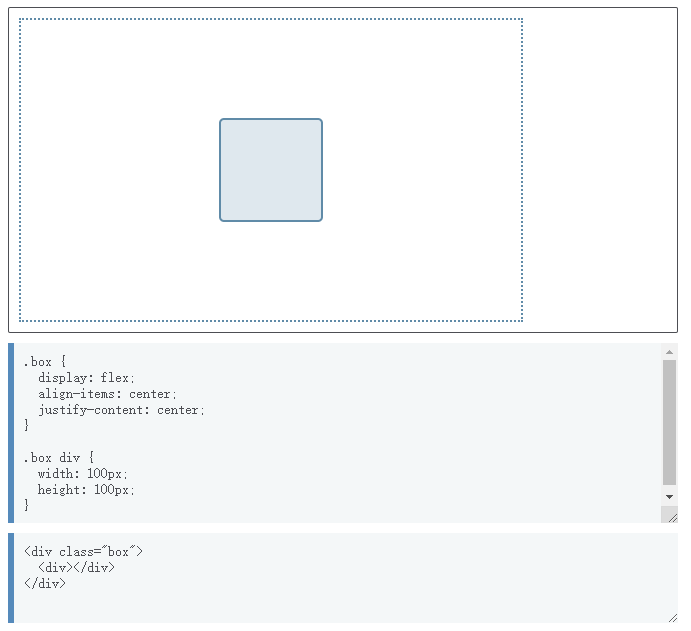 .box {
  display: flex;
  align-items: center;
  justify-content: center;
}

.box div {
  width: 100px;
  height: 100px;
}
<div class="box">
  <div></div>
</div>